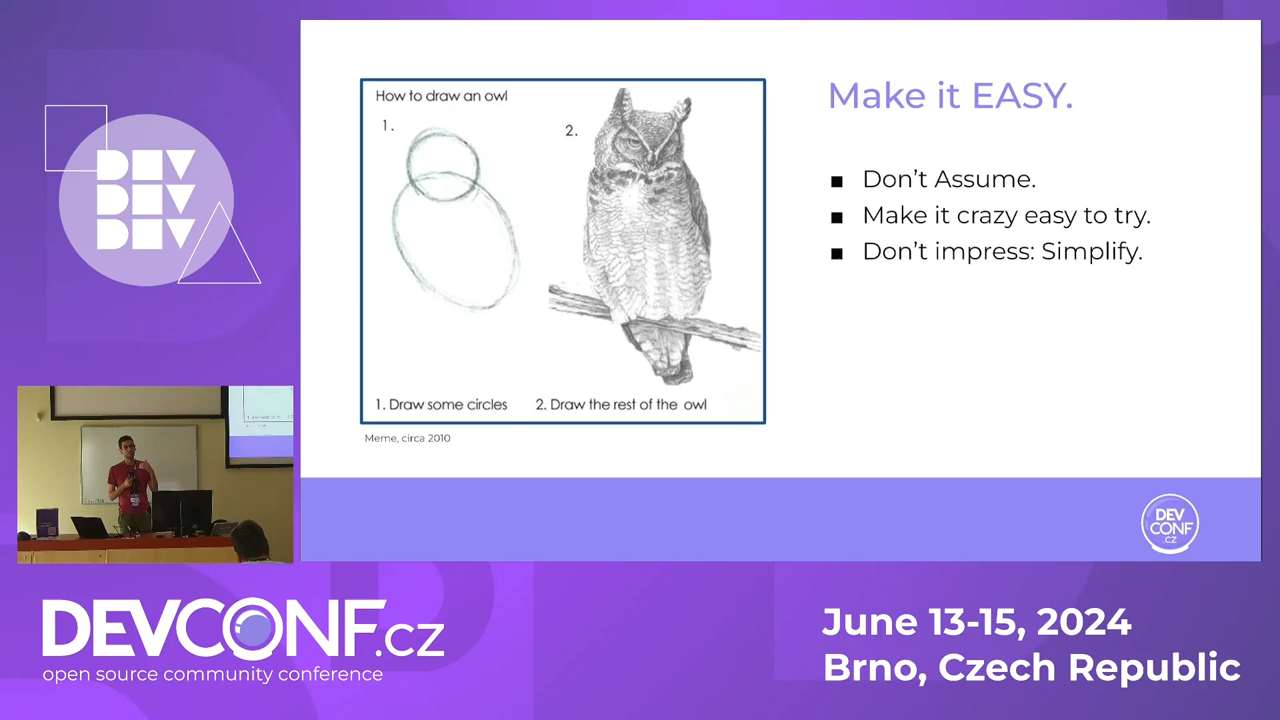 DEV
DEV
DEV
How to draw an owl
1.
2.
1. Draw some circles
2. Draw the rest of the owl
Meme, circa 2010
Make it EASY.
■ Don’t Assume.
■ Make it crazy easy to try.
■ Don’t impress: Simplify.
DEV
CONF
.CZ
DEVCONF.cz
open source community conference
June 13-15, 2024
Brno, Czech Republic